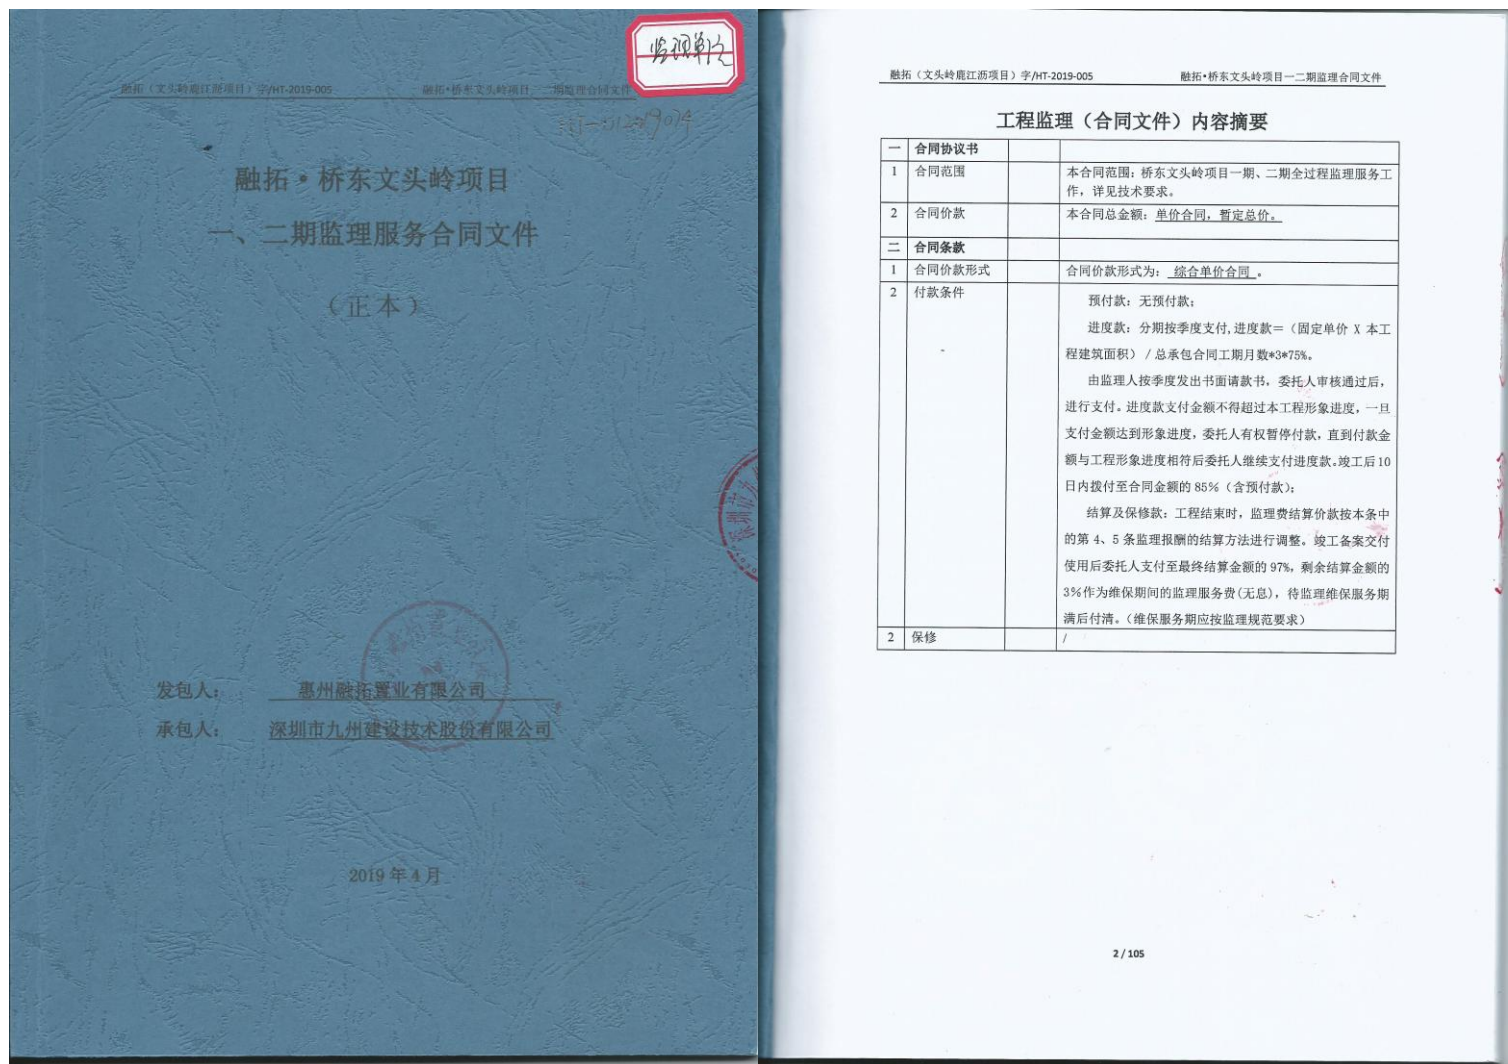 监理单位
融拓（文头岭鹿江沥项目）字/HT-2019-005
融拓·桥东文头岭项目一二期监理合同文件
融拓·桥东文头岭项目
一、二期监理服务合同文件
（正本）
深圳市九
发包人：惠州融拓置业有限公司
承包人：深圳市九州建设技术股份有限公司
2019年4月
融拓（文头岭鹿江沥项目）字/HT-2019-005
融拓·桥东文头岭项目一二期监理合同文件
工程监理（合同文件）内容摘要
一 合同协议书
1 合同范围 本合同范围：桥东文头岭项目一期、二期全过程监理服务工
作，详见技术要求。
2 合同价款 本合同总金额：单价合同，暂定总价。
二 合同条款
1 合同价款形式 合同价款形式为：综合单价合同。
2 付款条件 预付款：无预付款；
进度款：分期按季度支付,进度款＝（固定单价 X 本工
程建筑面积）/总承包合同工期月数*3*75%。
由监理人按季度发出书面请款书，委托人审核通过后，
进行支付。进度款支付金额不得超过本工程形象进度，一旦
支付金额达到形象进度，委托人有权暂停付款，直到付款金
额与工程形象进度相符后委托人继续支付进度款。竣工后10
日内拨付至合同金额的85%（含预付款）；
结算及保修款：工程结束时，监理费结算价款按本条中
的第 4、5 条监理报酬的结算方法进行调整。竣工备案交付
使用后委托人支付至最终结算金额的97%，剩余结算金额的
3%作为维保期间的监理服务费(无息)，待监理维保服务期
满后付清。（维保服务期应按监理规范要求）
2 保修 /
2 / 105